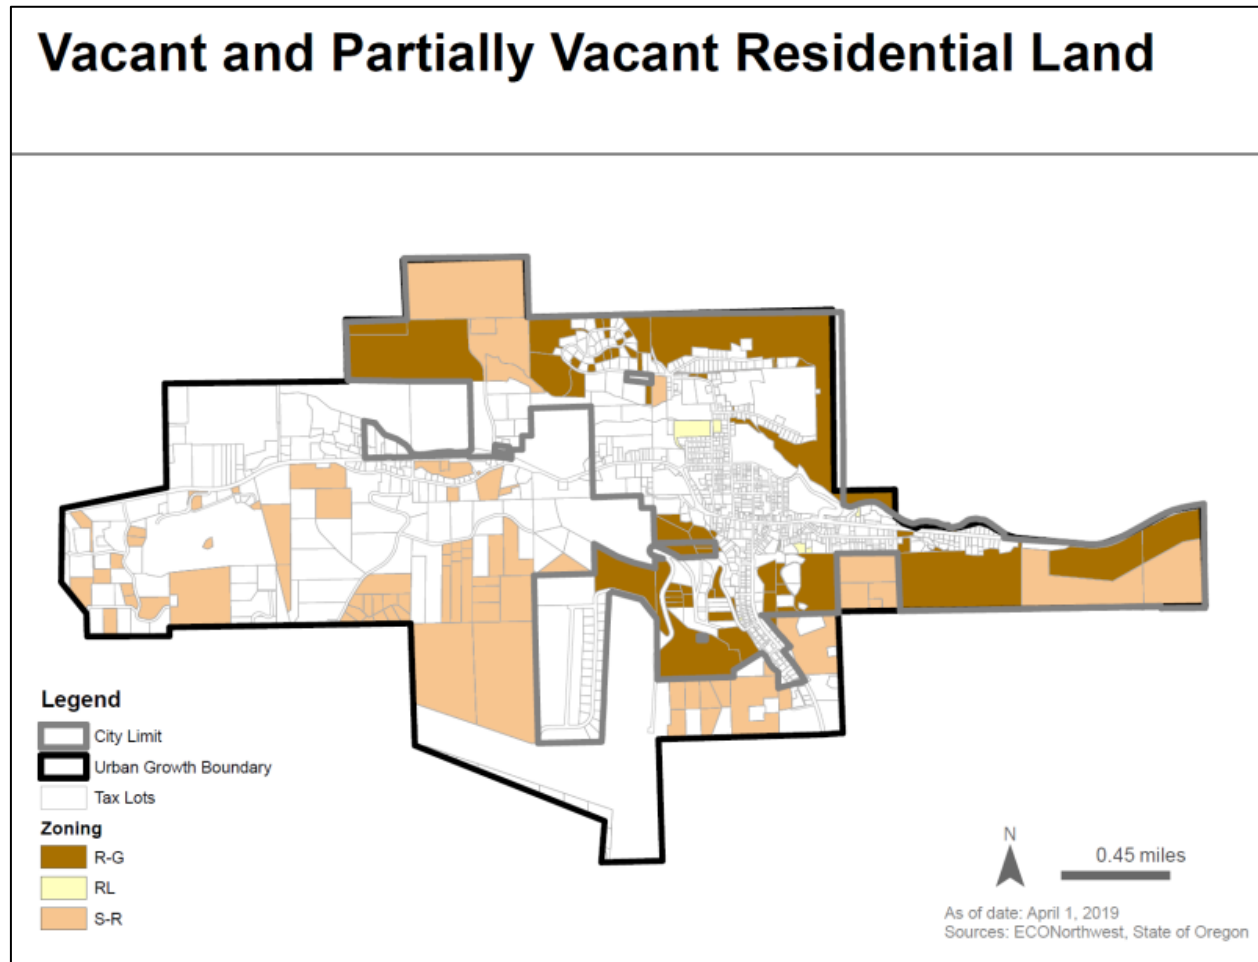 Vacant and Partially Vacant Residential Land
Legend
City Limit
Urban Growth Boundary
Tax Lots
Zoning
R-G
RL
S-R
N
0.45 miles
As of date: April 1, 2019
Sources: ECONorthwest, State of Oregon